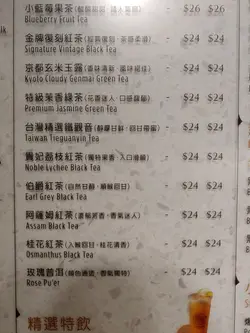 小藍莓果茶 - $26 $26
Blueberry Fruit Tea
金牌復刻紅茶 - $24 $24
Signature Vintage Black Tea
京都玄米玉露 - $24 $24
Kyoto Cloudy Genmai Green Tea
特級茉香綠茶 - $24 $24
Premium Jasmine Green Tea
台灣精選鐵觀音 - $24 $24
Taiwan Treguanyin Tea
貴妃荔枝紅茶 - $24 $24
Noble Lychee Black Tea
伯爵紅茶 - $24 $24
Earl Grey Black Tea
阿薩姆紅茶 - $24 $24
Assam Black Tea
桂花紅茶 - $24 $24
Osmanthus Black Tea
玫瑰普洱 - $24 $24
Rose Pu'er
精選特飲